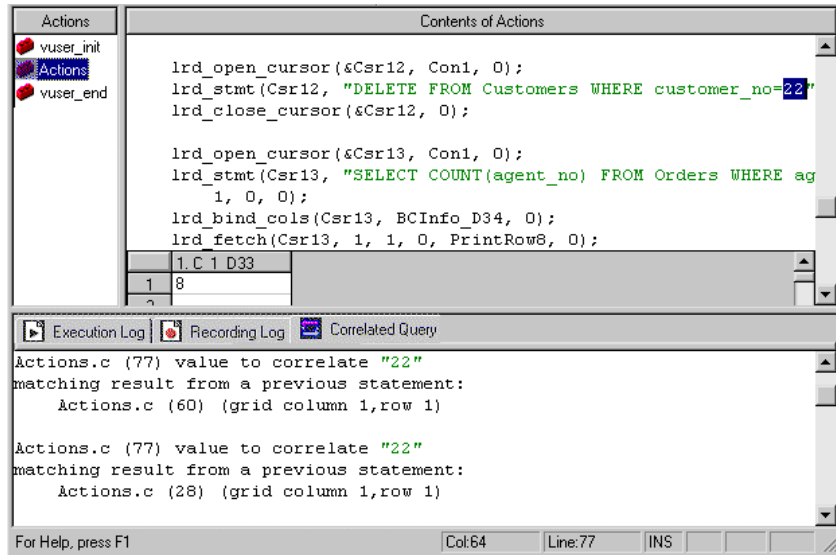 Actions
Contents of Actions
vuser_init
Actions
vuser_end
lrd_open_cursor(&Csr12, Con1, 0);
lrd_stmt(Csr12, "DELETE FROM Customers WHERE customer_no=22"
lrd_close_cursor(&Csr12, 0);
lrd_open_cursor(&Csr13, Con1, 0);
lrd_stmt(Csr13, "SELECT COUNT(agent_no) FROM Orders WHERE ag
1, 0, 0);
lrd_bind_cols(Csr13, BCInfo_D34, 0);
lrd_fetch(Csr13, 1, 1, 0, PrintRow8, 0);
1. C 1 D33
1 8
Execution Log Recording Log Correlated Query
Actions.c (77) value to correlate "22"
matching result from a previous statement:
Actions.c (60) (grid column 1,row 1)
Actions.c (77) value to correlate "22"
matching result from a previous statement:
Actions.c (28) (grid column 1,row 1)
For Help, press F1 Col:64 Line:77 INS